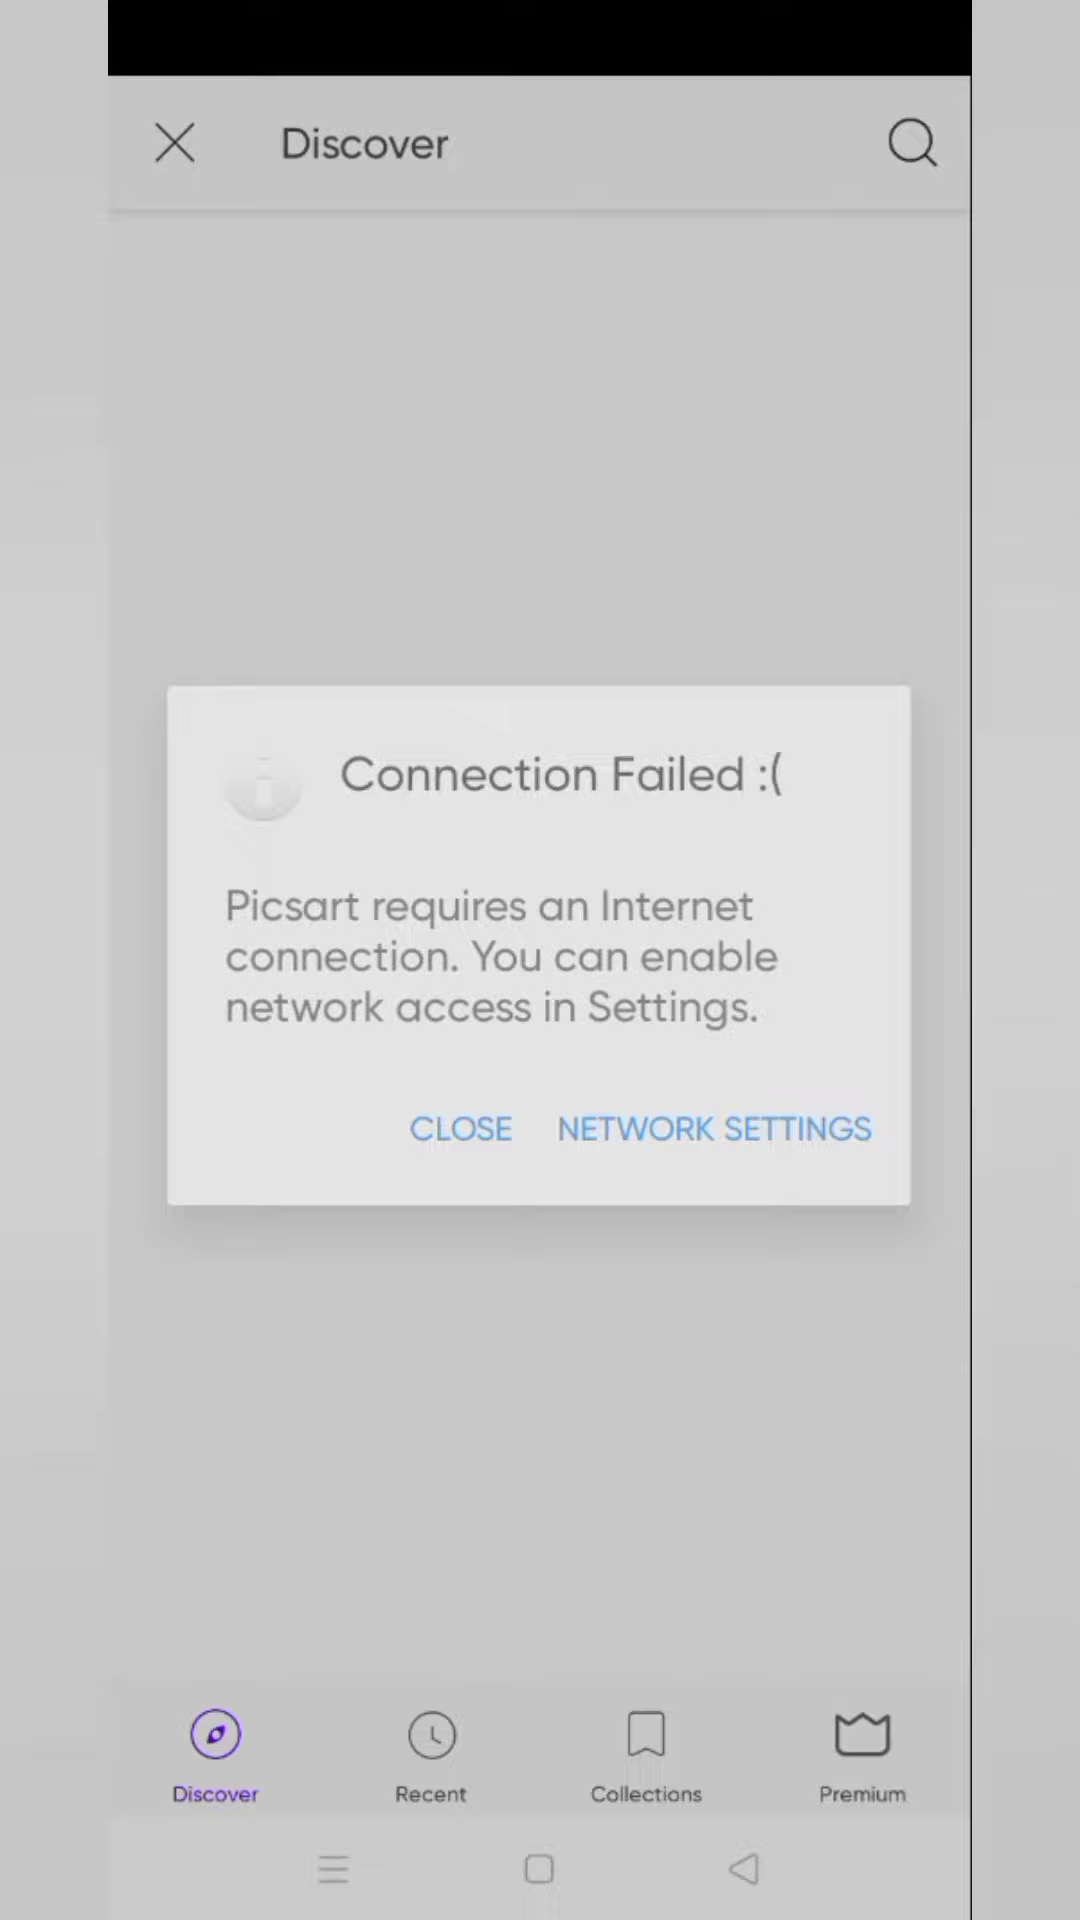 Discover
Connection Failed :(
Picsart requires an Internet
connection. You can enable
network access in Settings.
CLOSE NETWORK SETTINGS
Discover Recent Collections Premium